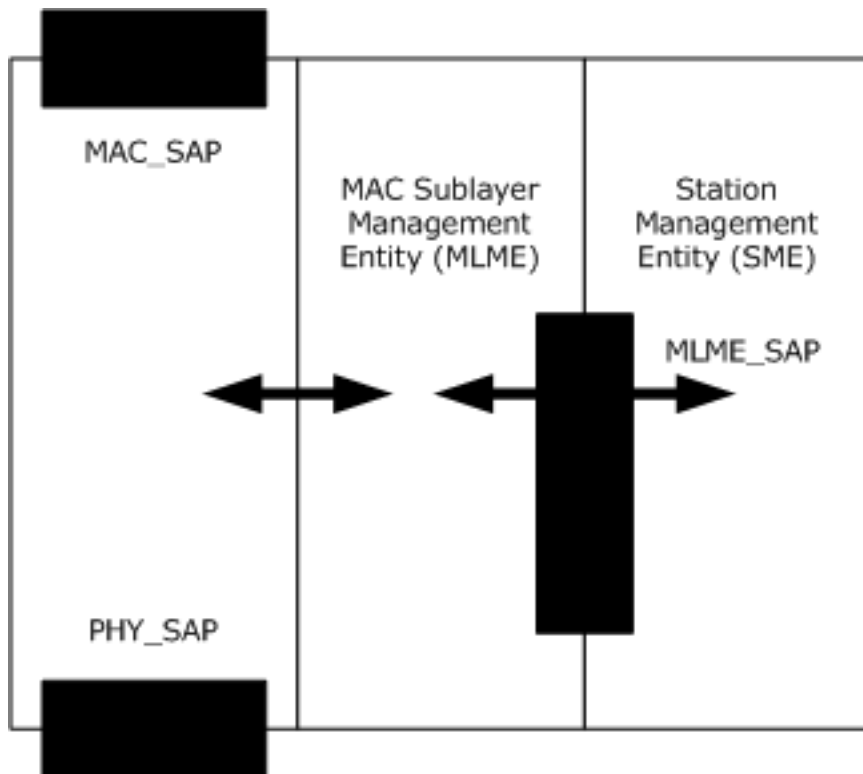 MAC_SAP
MAC Sublayer
Management
Entity (MLME)
Station
Management
Entity (SME)
MLME_SAP
PHY_SAP